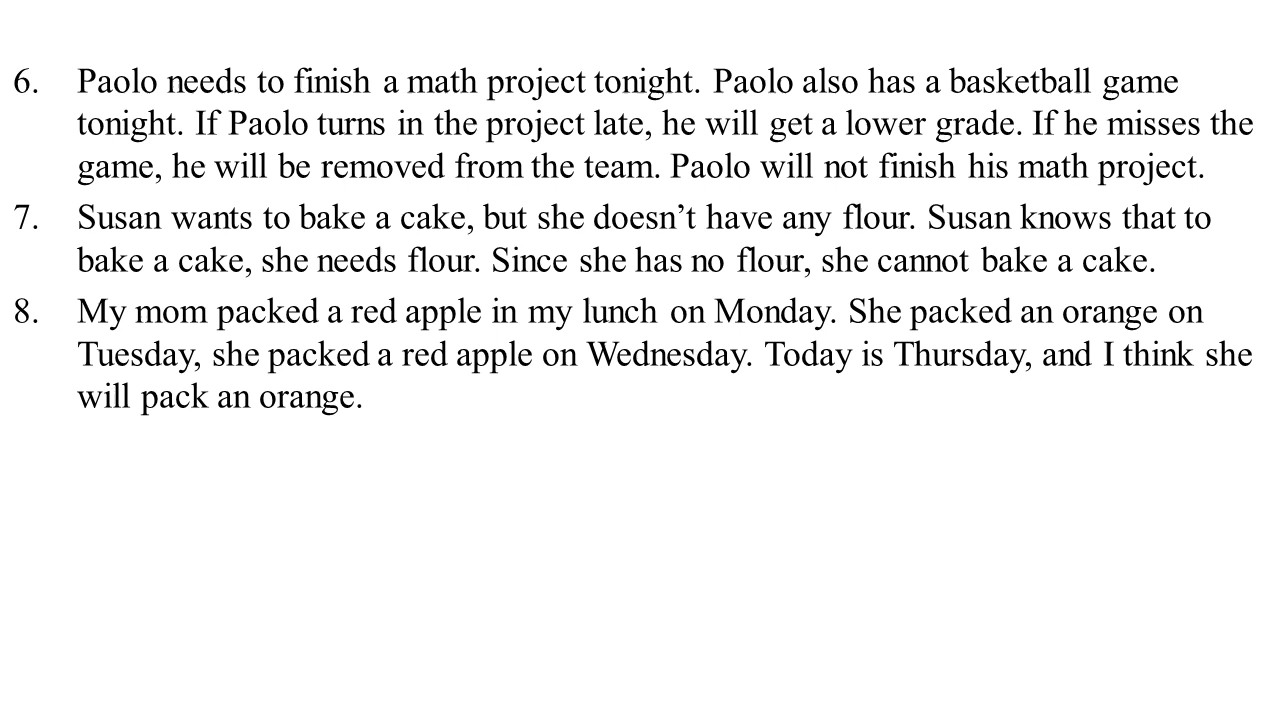 6. Paolo needs to finish a math project tonight. Paolo also has a basketball game
tonight. If Paolo turns in the project late, he will get a lower grade. If he misses the
game, he will be removed from the team. Paolo will not finish his math project.
7. Susan wants to bake a cake, but she doesn’t have any flour. Susan knows that to
bake a cake, she needs flour. Since she has no flour, she cannot bake a cake.
8. My mom packed a red apple in my lunch on Monday. She packed an orange on
Tuesday, she packed a red apple on Wednesday. Today is Thursday, and I think she
will pack an orange.